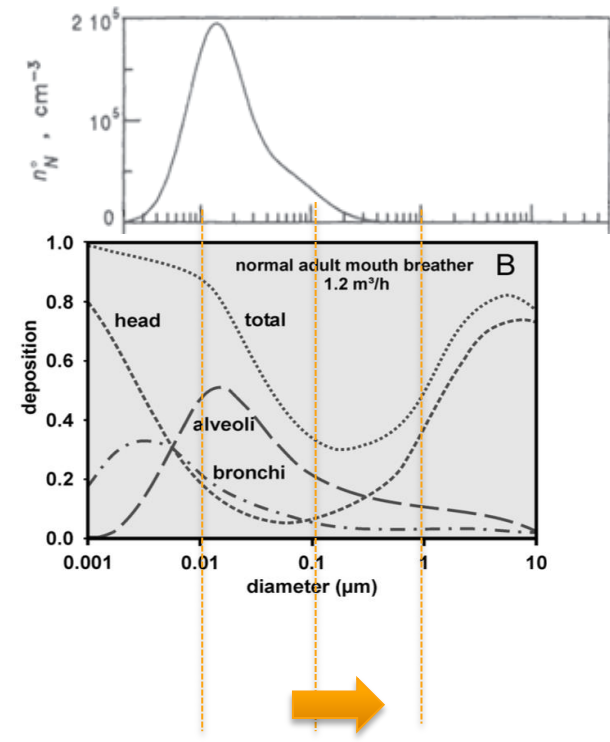 2 10⁵
10⁵
0
n°N , cm⁻³
1.0
0.8
0.6
0.4
0.2
0.0
deposition
normal adult mouth breather
1.2 m³/h
B
head
total
alveoli
bronchi
0.001 0.01 0.1 1 10
diameter (µm)